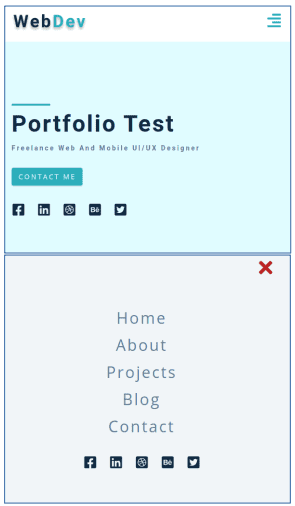 WebDev
Portfolio Test
Freelance Web And Mobile UI/UX Designer
CONTACT ME
Home
About
Projects
Blog
Contact